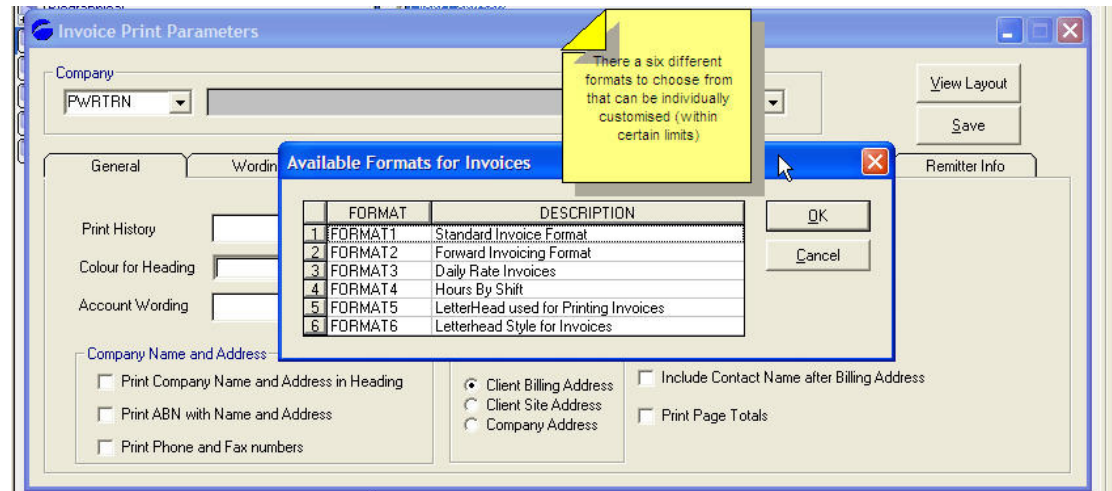 Invoice Print Parameters
There a six different
formats to choose from
that can be individually
customised (within
certain limits)
Company
PWRTRN
View Layout
Save
General
Remitter Info
Available Formats for Invoices
FORMAT DESCRIPTION
1 FORMAT1 Standard Invoice Format
2 FORMAT2 Forward Invoicing Format
3 FORMAT3 Daily Rate Invoices
4 FORMAT4 Hours By Shift
5 FORMAT5 LetterHead used for Printing Invoices
6 FORMAT6 Letterhead Style for Invoices
OK
Cancel
Print History
Colour for Heading
Account Wording
Company Name and Address
Print Company Name and Address in Heading
Print ABN with Name and Address
Print Phone and Fax numbers
Client Billing Address
Client Site Address
Company Address
Include Contact Name after Billing Address
Print Page Totals